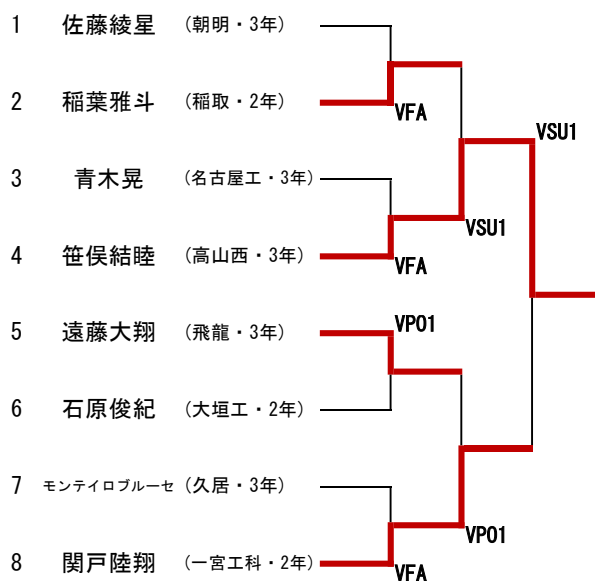 1 佐藤綾星 (朝明・3年)
2 稲葉雅斗 (稲取・2年)
VFA
VSU1
3 青木晃 (名古屋工・3年)
VSU1
4 笹俣結睦 (高山西・3年)
VFA
5 遠藤大翔 (飛龍・3年)
VPO1
6 石原俊紀 (大垣工・2年)
7 モンテイロブルーセ (久居・3年)
VPO1
8 関戸陸翔 (一宮工科・2年)
VFA